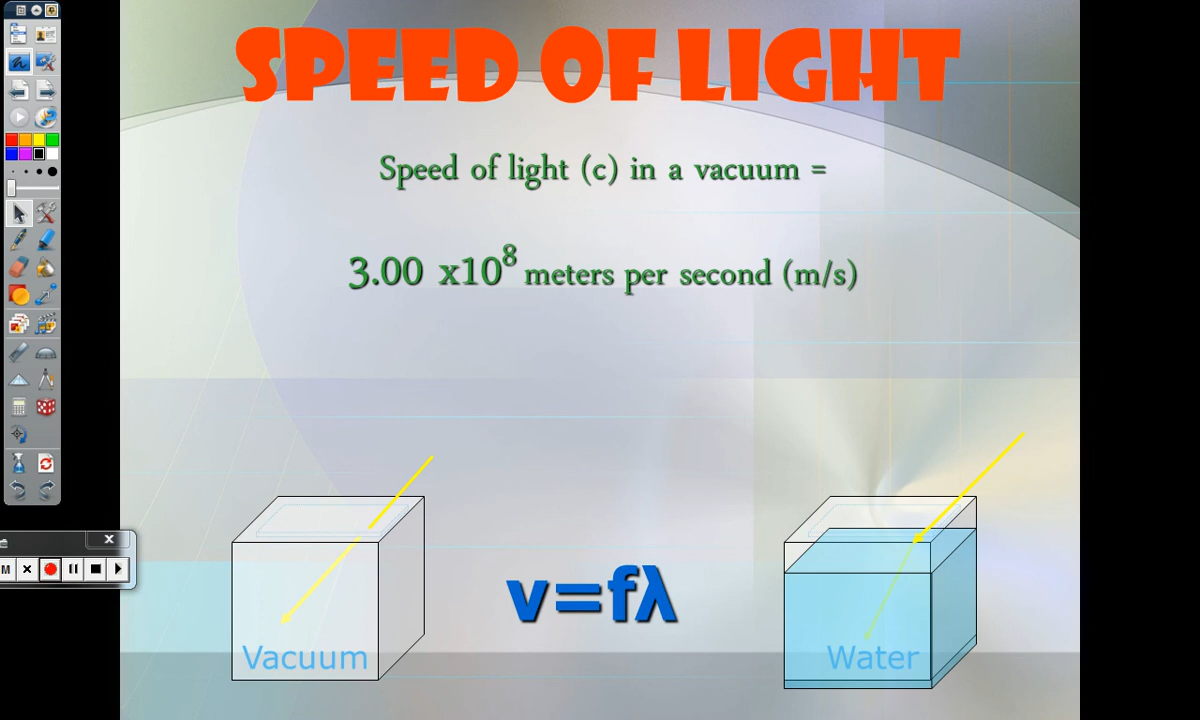 SPEED OF LIGHT
Speed of light (c) in a vacuum =
3.00 x10⁸ meters per second (m/s)
v=fλ
Vacuum
Water
M